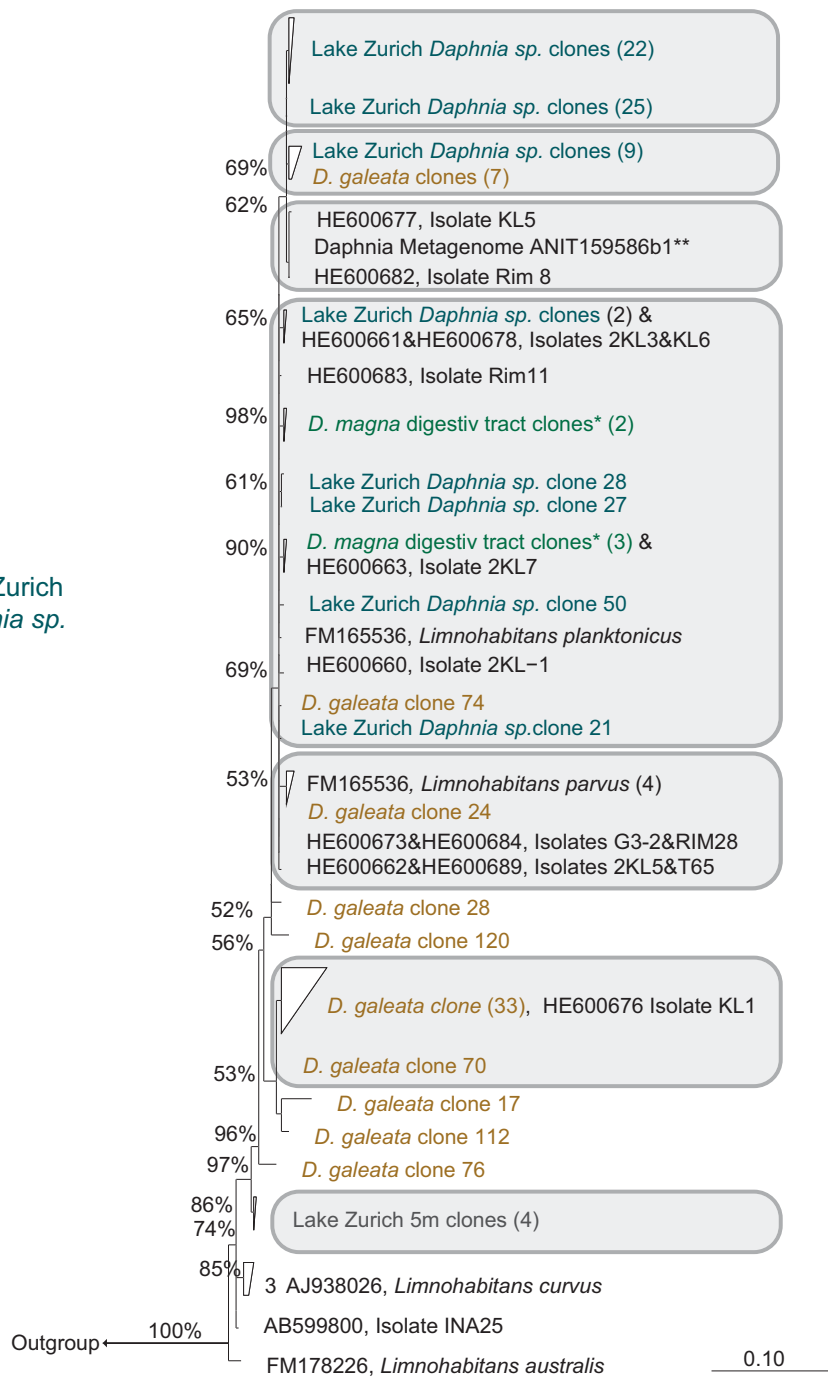 Lake Zurich Daphnia sp. clones (22)
Lake Zurich Daphnia sp. clones (25)
Lake Zurich Daphnia sp. clones (9)
69%
D. galeata clones (7)
62%
HE600677, Isolate KL5
Daphnia Metagenome ANIT159586b1**
HE600682, Isolate Rim 8
65%
Lake Zurich Daphnia sp. clones (2) &
HE600661&HE600678, Isolates 2KL3&KL6
HE600683, Isolate Rim11
98%
D. magna digestiv tract clones* (2)
61%
Lake Zurich Daphnia sp. clone 28
Lake Zurich Daphnia sp. clone 27
90%
D. magna digestiv tract clones* (3) &
HE600663, Isolate 2KL7
Zurich
nia sp.
Lake Zurich Daphnia sp. clone 50
FM165536, Limnohabitans planktonicus
69%
HE600660, Isolate 2KL−1
D. galeata clone 74
Lake Zurich Daphnia sp.clone 21
53%
FM165536, Limnohabitans parvus (4)
D. galeata clone 24
HE600673&HE600684, Isolates G3-2&RIM28
HE600662&HE600689, Isolates 2KL5&T65
52%
D. galeata clone 28
56%
D. galeata clone 120
D. galeata clone (33), HE600676 Isolate KL1
53%
D. galeata clone 70
D. galeata clone 17
96%
D. galeata clone 112
97%
D. galeata clone 76
86%
74%
Lake Zurich 5m clones (4)
85%
3 AJ938026, Limnohabitans curvus
100%
AB599800, Isolate INA25
Outgroup
FM178226, Limnohabitans australis
0.10